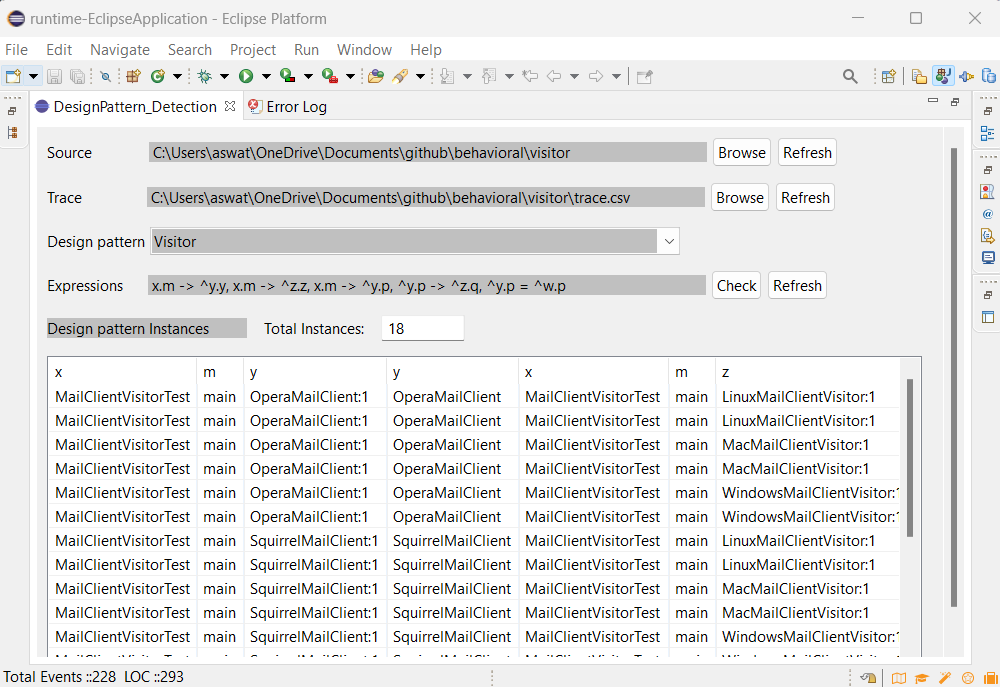 runtime-EclipseApplication - Eclipse Platform
File Edit Navigate Search Project Run Window Help
DesignPattern_Detection Error Log
Source C:\Users\aswat\OneDrive\Documents\github\behavioral\visitor Browse Refresh
Trace C:\Users\aswat\OneDrive\Documents\github\behavioral\visitor\trace.csv Browse Refresh
Design pattern Visitor
Expressions x.m -> ^y.y, x.m -> ^z.z, x.m -> ^y.p, ^y.p -> ^z.q, ^y.p = ^w.p Check Refresh
Design pattern Instances Total Instances: 18
x m y y x m z
MailClientVisitorTest main OperaMailClient:1 OperaMailClient MailClientVisitorTest main LinuxMailClientVisitor:1
MailClientVisitorTest main OperaMailClient:1 OperaMailClient MailClientVisitorTest main LinuxMailClientVisitor:1
MailClientVisitorTest main OperaMailClient:1 OperaMailClient MailClientVisitorTest main MacMailClientVisitor:1
MailClientVisitorTest main OperaMailClient:1 OperaMailClient MailClientVisitorTest main MacMailClientVisitor:1
MailClientVisitorTest main OperaMailClient:1 OperaMailClient MailClientVisitorTest main WindowsMailClientVisitor:1
MailClientVisitorTest main OperaMailClient:1 OperaMailClient MailClientVisitorTest main WindowsMailClientVisitor:1
MailClientVisitorTest main SquirrelMailClient:1 SquirrelMailClient MailClientVisitorTest main LinuxMailClientVisitor:1
MailClientVisitorTest main SquirrelMailClient:1 SquirrelMailClient MailClientVisitorTest main LinuxMailClientVisitor:1
MailClientVisitorTest main SquirrelMailClient:1 SquirrelMailClient MailClientVisitorTest main MacMailClientVisitor:1
MailClientVisitorTest main SquirrelMailClient:1 SquirrelMailClient MailClientVisitorTest main MacMailClientVisitor:1
MailClientVisitorTest main SquirrelMailClient:1 SquirrelMailClient MailClientVisitorTest main WindowsMailClientVisitor:1
Total Events ::228 LOC ::293